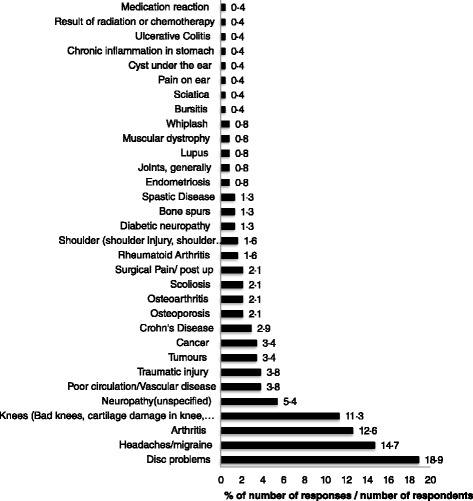 Medication reaction 0·4
Result of radiation or chemotherapy 0·4
Ulcerative Colitis 0·4
Chronic inflammation in stomach 0·4
Cyst under the ear 0·4
Pain on ear 0·4
Sciatica 0·4
Bursitis 0·4
Whiplash 0·8
Muscular dystrophy 0·8
Lupus 0·8
Joints, generally 0·8
Endometriosis 0·8
Spastic Disease 1·3
Bone spurs 1·3
Diabetic neuropathy 1·3
Shoulder (shoulder injury, shoulder… 1·6
Rheumatoid Arthritis 1·6
Surgical Pain/ post up 2·1
Scoliosis 2·1
Osteoarthritis 2·1
Osteoporosis 2·1
Crohn's Disease 2·9
Cancer 3·4
Tumours 3·4
Traumatic injury 3·8
Poor circulation/Vascular disease 3·8
Neuropathy(unspecified) 5·4
Knees (Bad knees, cartilage damage in knee,… 11·3
Arthritis 12·6
Headaches/migraine 14·7
Disc problems 18·9
0 2 4 6 8 10 12 14 16 18 20
% of number of responses / number of respondents